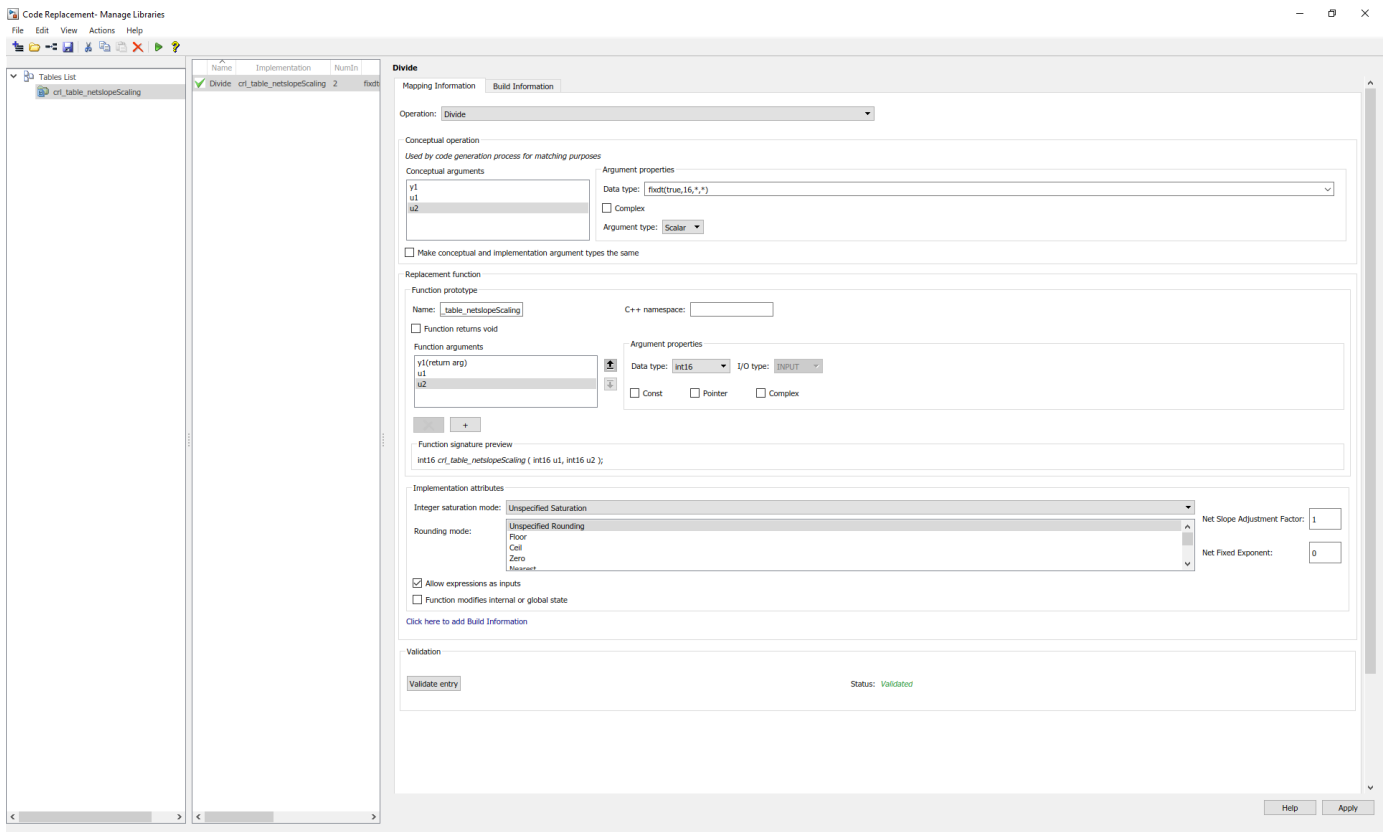 Code Replacement- Manage Libraries
File Edit View Actions Help
Tables List
crl_table_netslopeScaling
Name Implementation NumIn
Divide crl_table_netslopeScaling 2 fixdt
Divide
Mapping Information Build Information
Operation: Divide
Conceptual operation
Used by code generation process for matching purposes
Conceptual arguments
y1
u1
u2
Argument properties
Data type: fixdt(true,16,*,*)
Complex
Argument type: Scalar
Make conceptual and implementation argument types the same
Replacement function
Function prototype
Name: _table_netslopeScaling C++ namespace:
Function returns void
Function arguments
y1(return arg)
u1
u2
Argument properties
Data type: int16 I/O type: INPUT
Const Pointer Complex
+
Function signature preview
int16 crl_table_netslopeScaling ( int16 u1, int16 u2 );
Implementation attributes
Integer saturation mode: Unspecified Saturation
Rounding mode: Unspecified Rounding
Floor
Ceil
Zero
Nearest
Net Slope Adjustment Factor: 1
Net Fixed Exponent: 0
Allow expressions as inputs
Function modifies internal or global state
Click here to add Build Information
Validation
Validate entry Status: Validated
Help Apply